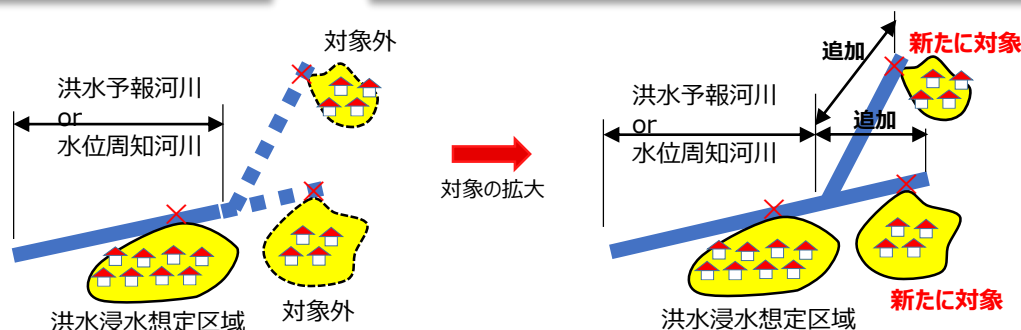 対象外
洪水予報河川
or
水位周知河川
洪水浸水想定区域
対象外
対象の拡大
追加
新たに対象
洪水予報河川
or
水位周知河川
追加
洪水浸水想定区域
新たに対象